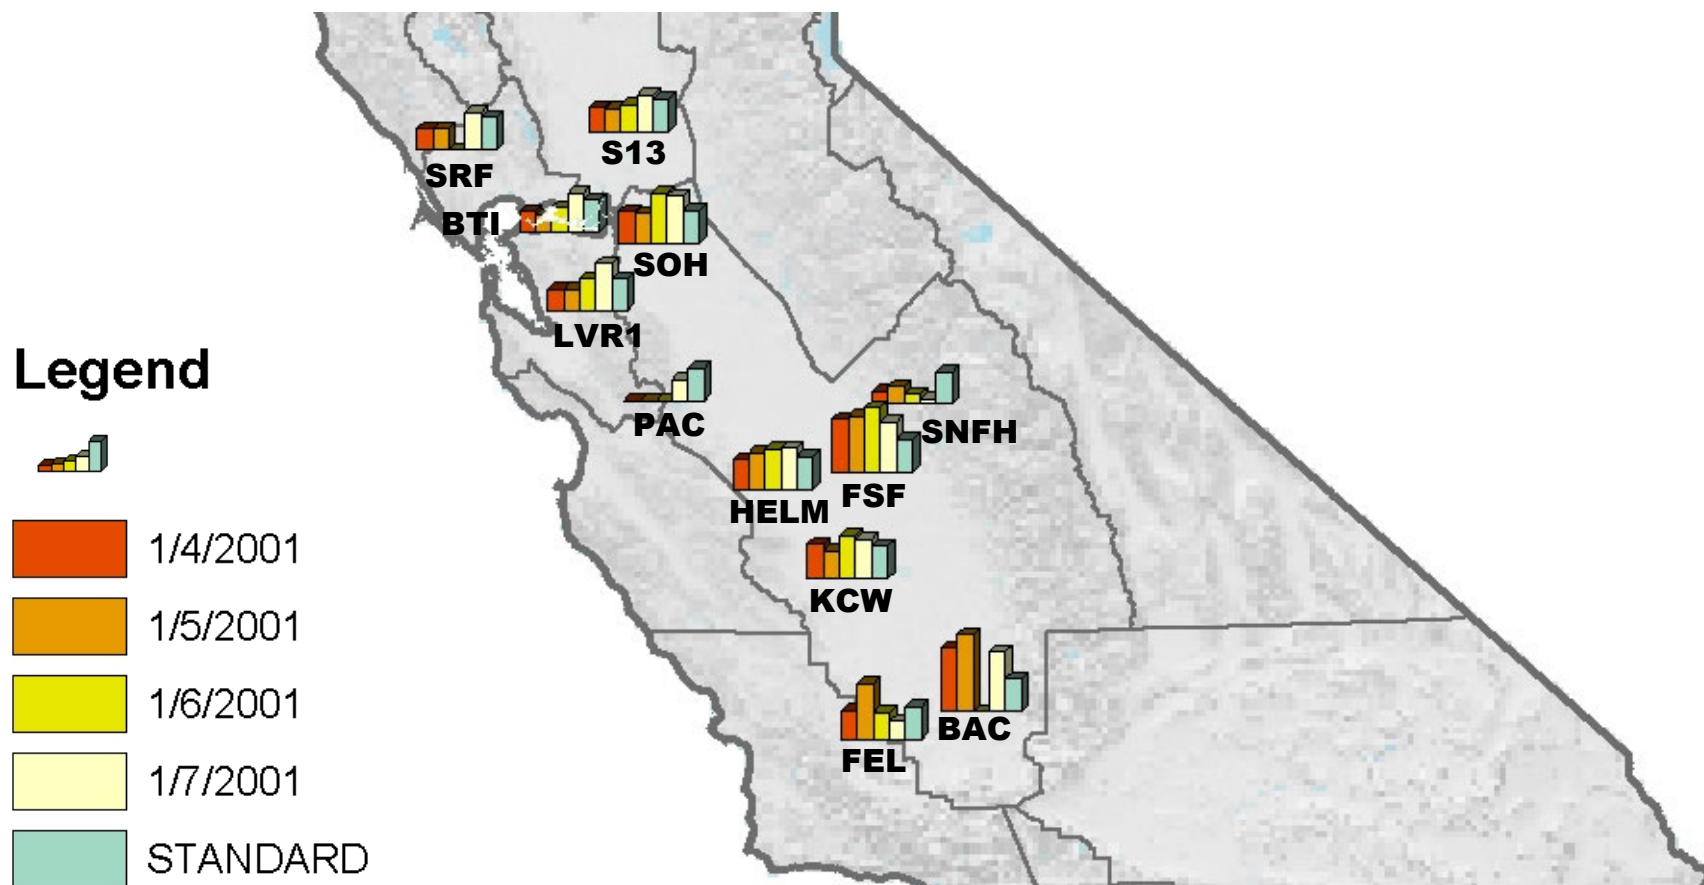 S13
SRF
BTI
SOH
LVR1
Legend
PAC
SNFH
FSF
HELM
1/4/2001
KCW
1/5/2001
1/6/2001
BAC
FEL
1/7/2001
STANDARD